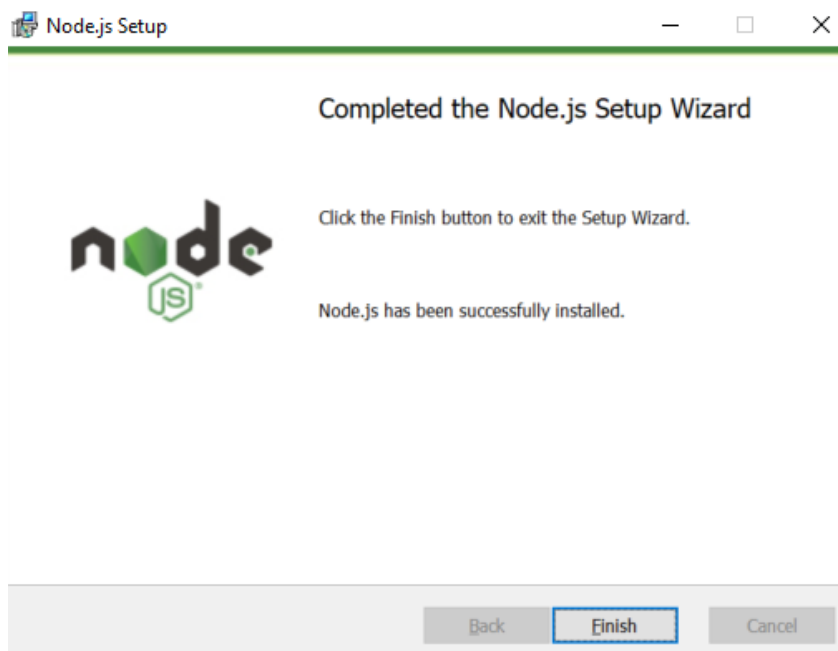 Node.js Setup
Completed the Node.js Setup Wizard
Click the Finish button to exit the Setup Wizard.
node
JS®
Node.js has been successfully installed.
Back Finish Cancel